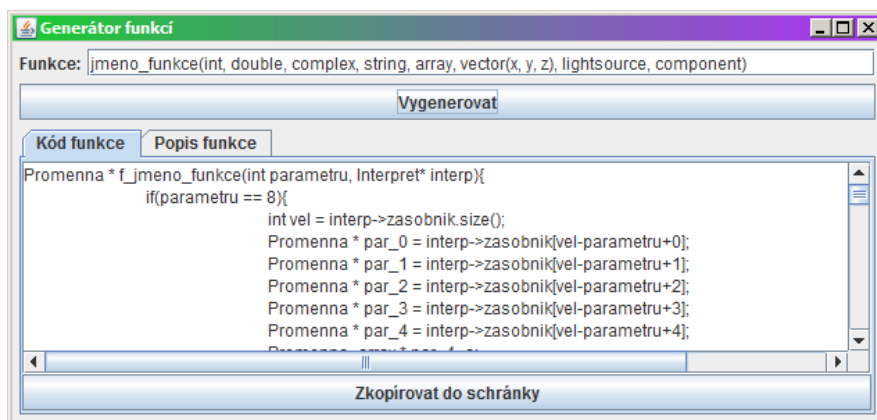 Generátor funkcí
Funkce: jmeno_funkce(int, double, complex, string, array, vector(x, y, z), lightsource, component)
Vygenerovat
Kód funkce Popis funkce
Promenna * f_jmeno_funkce(int parametru, Interpret* interp){
if(parametru == 8){
int vel = interp->zasobnik.size();
Promenna * par_0 = interp->zasobnik[vel-parametru+0];
Promenna * par_1 = interp->zasobnik[vel-parametru+1];
Promenna * par_2 = interp->zasobnik[vel-parametru+2];
Promenna * par_3 = interp->zasobnik[vel-parametru+3];
Promenna * par_4 = interp->zasobnik[vel-parametru+4];
Zkopírovat do schránky